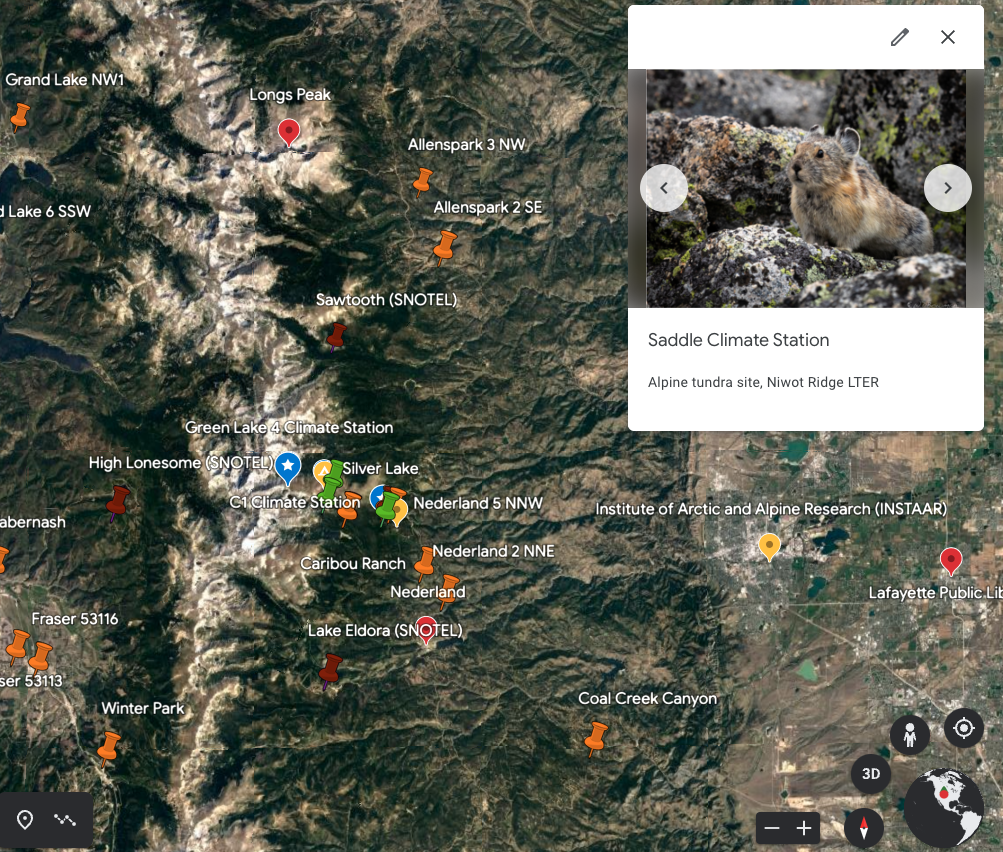 Grand Lake NW1
Longs Peak
Allenspark 3 NW
d Lake 6 SSW
Allenspark 2 SE
Sawtooth (SNOTEL)
Saddle Climate Station
Alpine tundra site, Niwot Ridge LTER
Green Lake 4 Climate Station
High Lonesome (SNOTEL)
Silver Lake
C1 Climate Station
Nederland 5 NNW
Institute of Arctic and Alpine Research (INSTAAR)
abernash
Nederland 2 NNE
Caribou Ranch
Nederland
Lafayette Public Lib
Fraser 53116
Lake Eldora (SNOTEL)
ser 53113
Winter Park
Coal Creek Canyon
3D